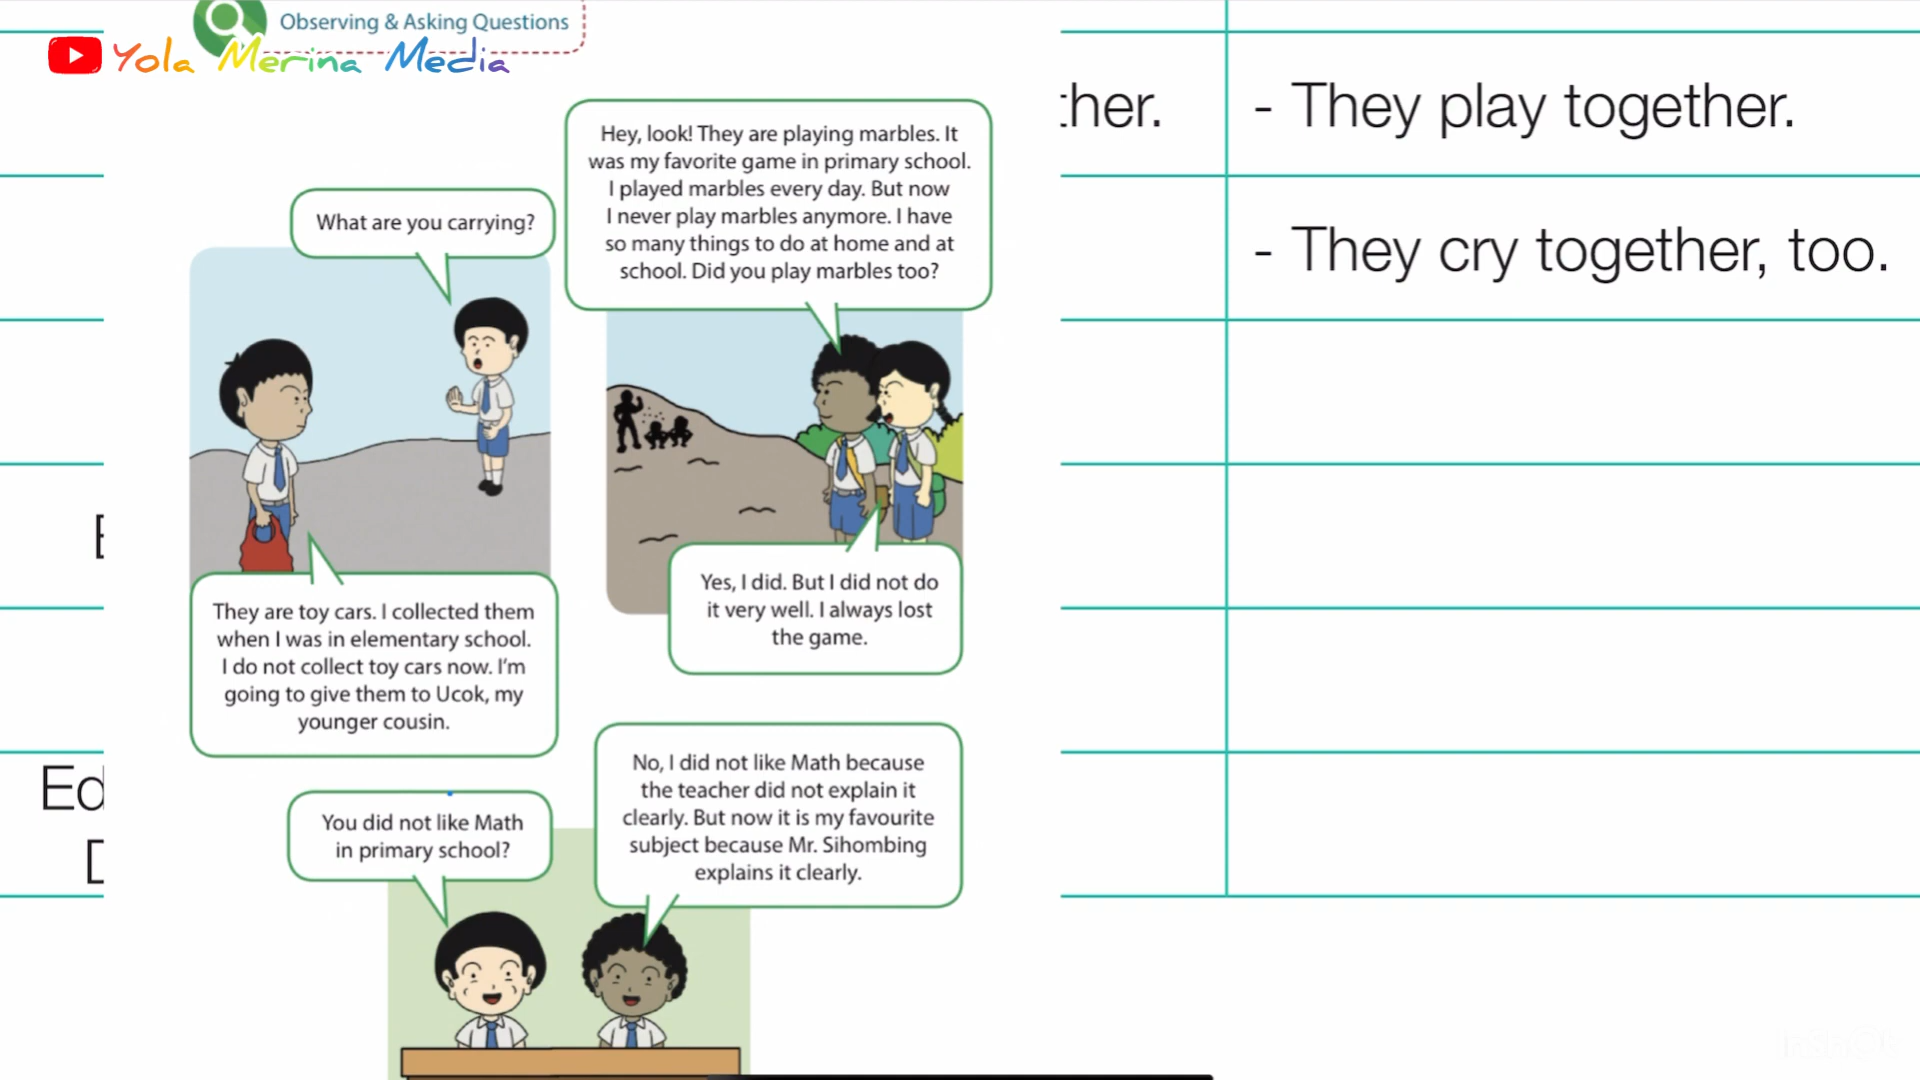 Observing & Asking Questions
Yola Merina Media
What are you carrying?
Hey, look! They are playing marbles. It
was my favorite game in primary school.
I played marbles every day. But now
I never play marbles anymore. I have
so many things to do at home and at
school. Did you play marbles too?
They are toy cars. I collected them
when I was in elementary school.
I do not collect toy cars now. I'm
going to give them to Ucok, my
younger cousin.
Yes, I did. But I did not do
it very well. I always lost
the game.
You did not like Math
in primary school?
No, I did not like Math because
the teacher did not explain it
clearly. But now it is my favourite
subject because Mr. Sihombing
explains it clearly.
ther.
- They play together.
- They cry together, too.
Ed